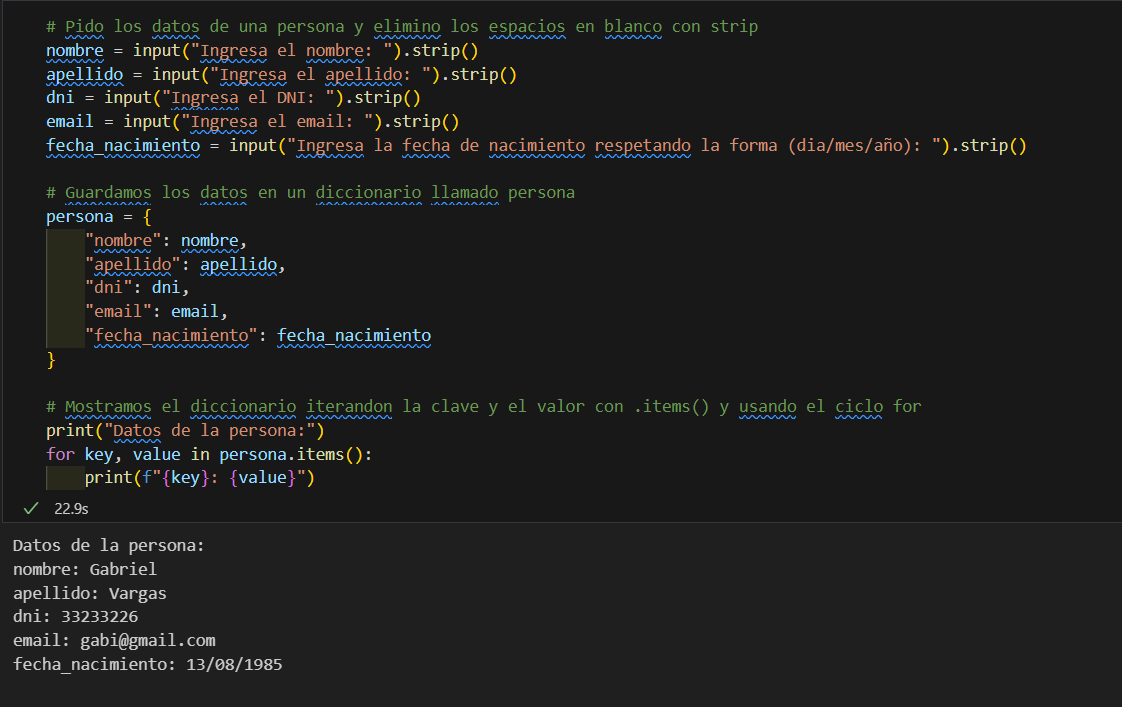 # Pido los datos de una persona y elimino los espacios en blanco con strip
nombre = input("Ingresa el nombre: ").strip()
apellido = input("Ingresa el apellido: ").strip()
dni = input("Ingresa el DNI: ").strip()
email = input("Ingresa el email: ").strip()
fecha_nacimiento = input("Ingresa la fecha de nacimiento respetando la forma (dia/mes/año): ").strip()

# Guardamos los datos en un diccionario llamado persona
persona = {
    "nombre": nombre,
    "apellido": apellido,
    "dni": dni,
    "email": email,
    "fecha_nacimiento": fecha_nacimiento
}

# Mostramos el diccionario iterandon la clave y el valor con .items() y usando el ciclo for
print("Datos de la persona:")
for key, value in persona.items():
    print(f"{key}: {value}")
22.9s
Datos de la persona:
nombre: Gabriel
apellido: Vargas
dni: 33233226
email: gabi@gmail.com
fecha_nacimiento: 13/08/1985